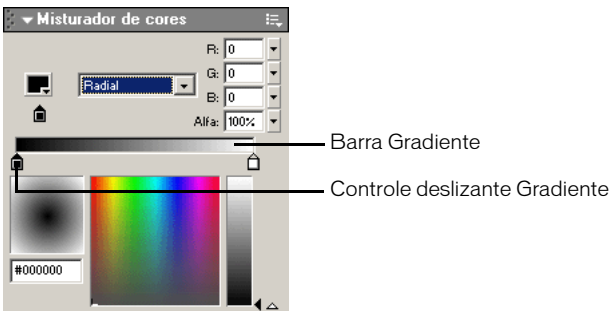 Misturador de cores
R: 0
G: 0
Radial
B: 0
Alfa: 100%
Barra Gradiente
Controle deslizante Gradiente
#000000